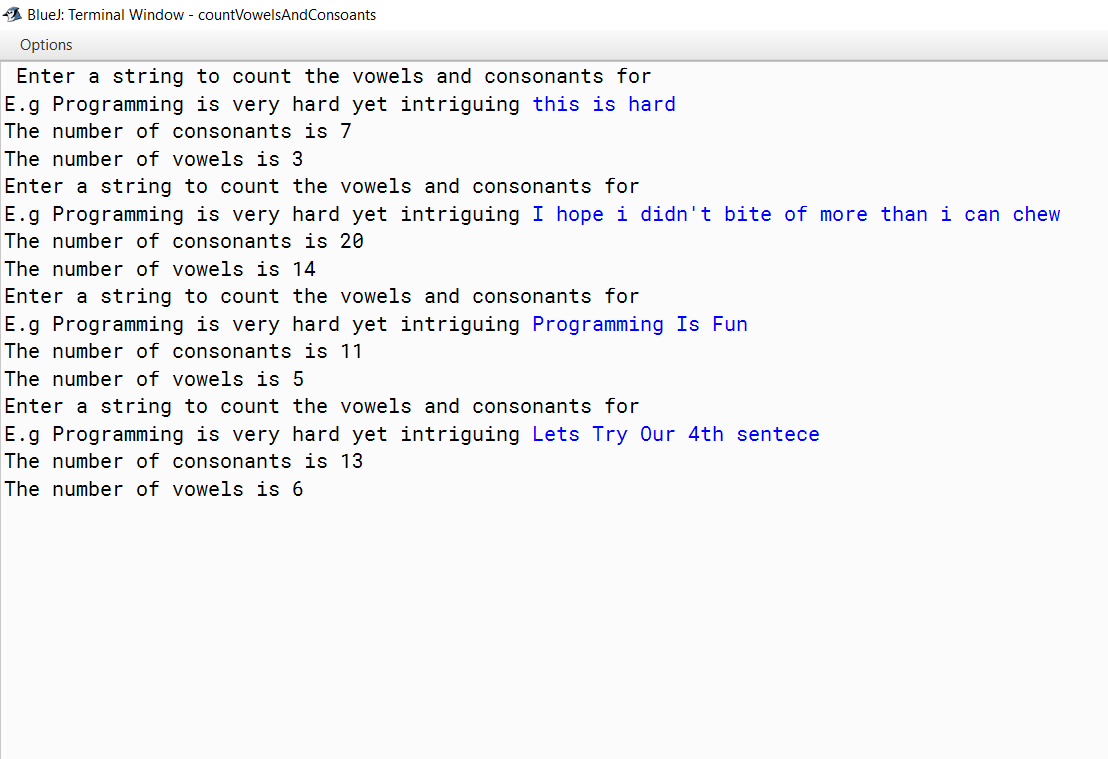 BlueJ: Terminal Window - countVowelsAndConsoants
Options
Enter a string to count the vowels and consonants for
E.g Programming is very hard yet intriguing this is hard
The number of consonants is 7
The number of vowels is 3
Enter a string to count the vowels and consonants for
E.g Programming is very hard yet intriguing I hope i didn't bite of more than i can chew
The number of consonants is 20
The number of vowels is 14
Enter a string to count the vowels and consonants for
E.g Programming is very hard yet intriguing Programming Is Fun
The number of consonants is 11
The number of vowels is 5
Enter a string to count the vowels and consonants for
E.g Programming is very hard yet intriguing Lets Try Our 4th sentece
The number of consonants is 13
The number of vowels is 6